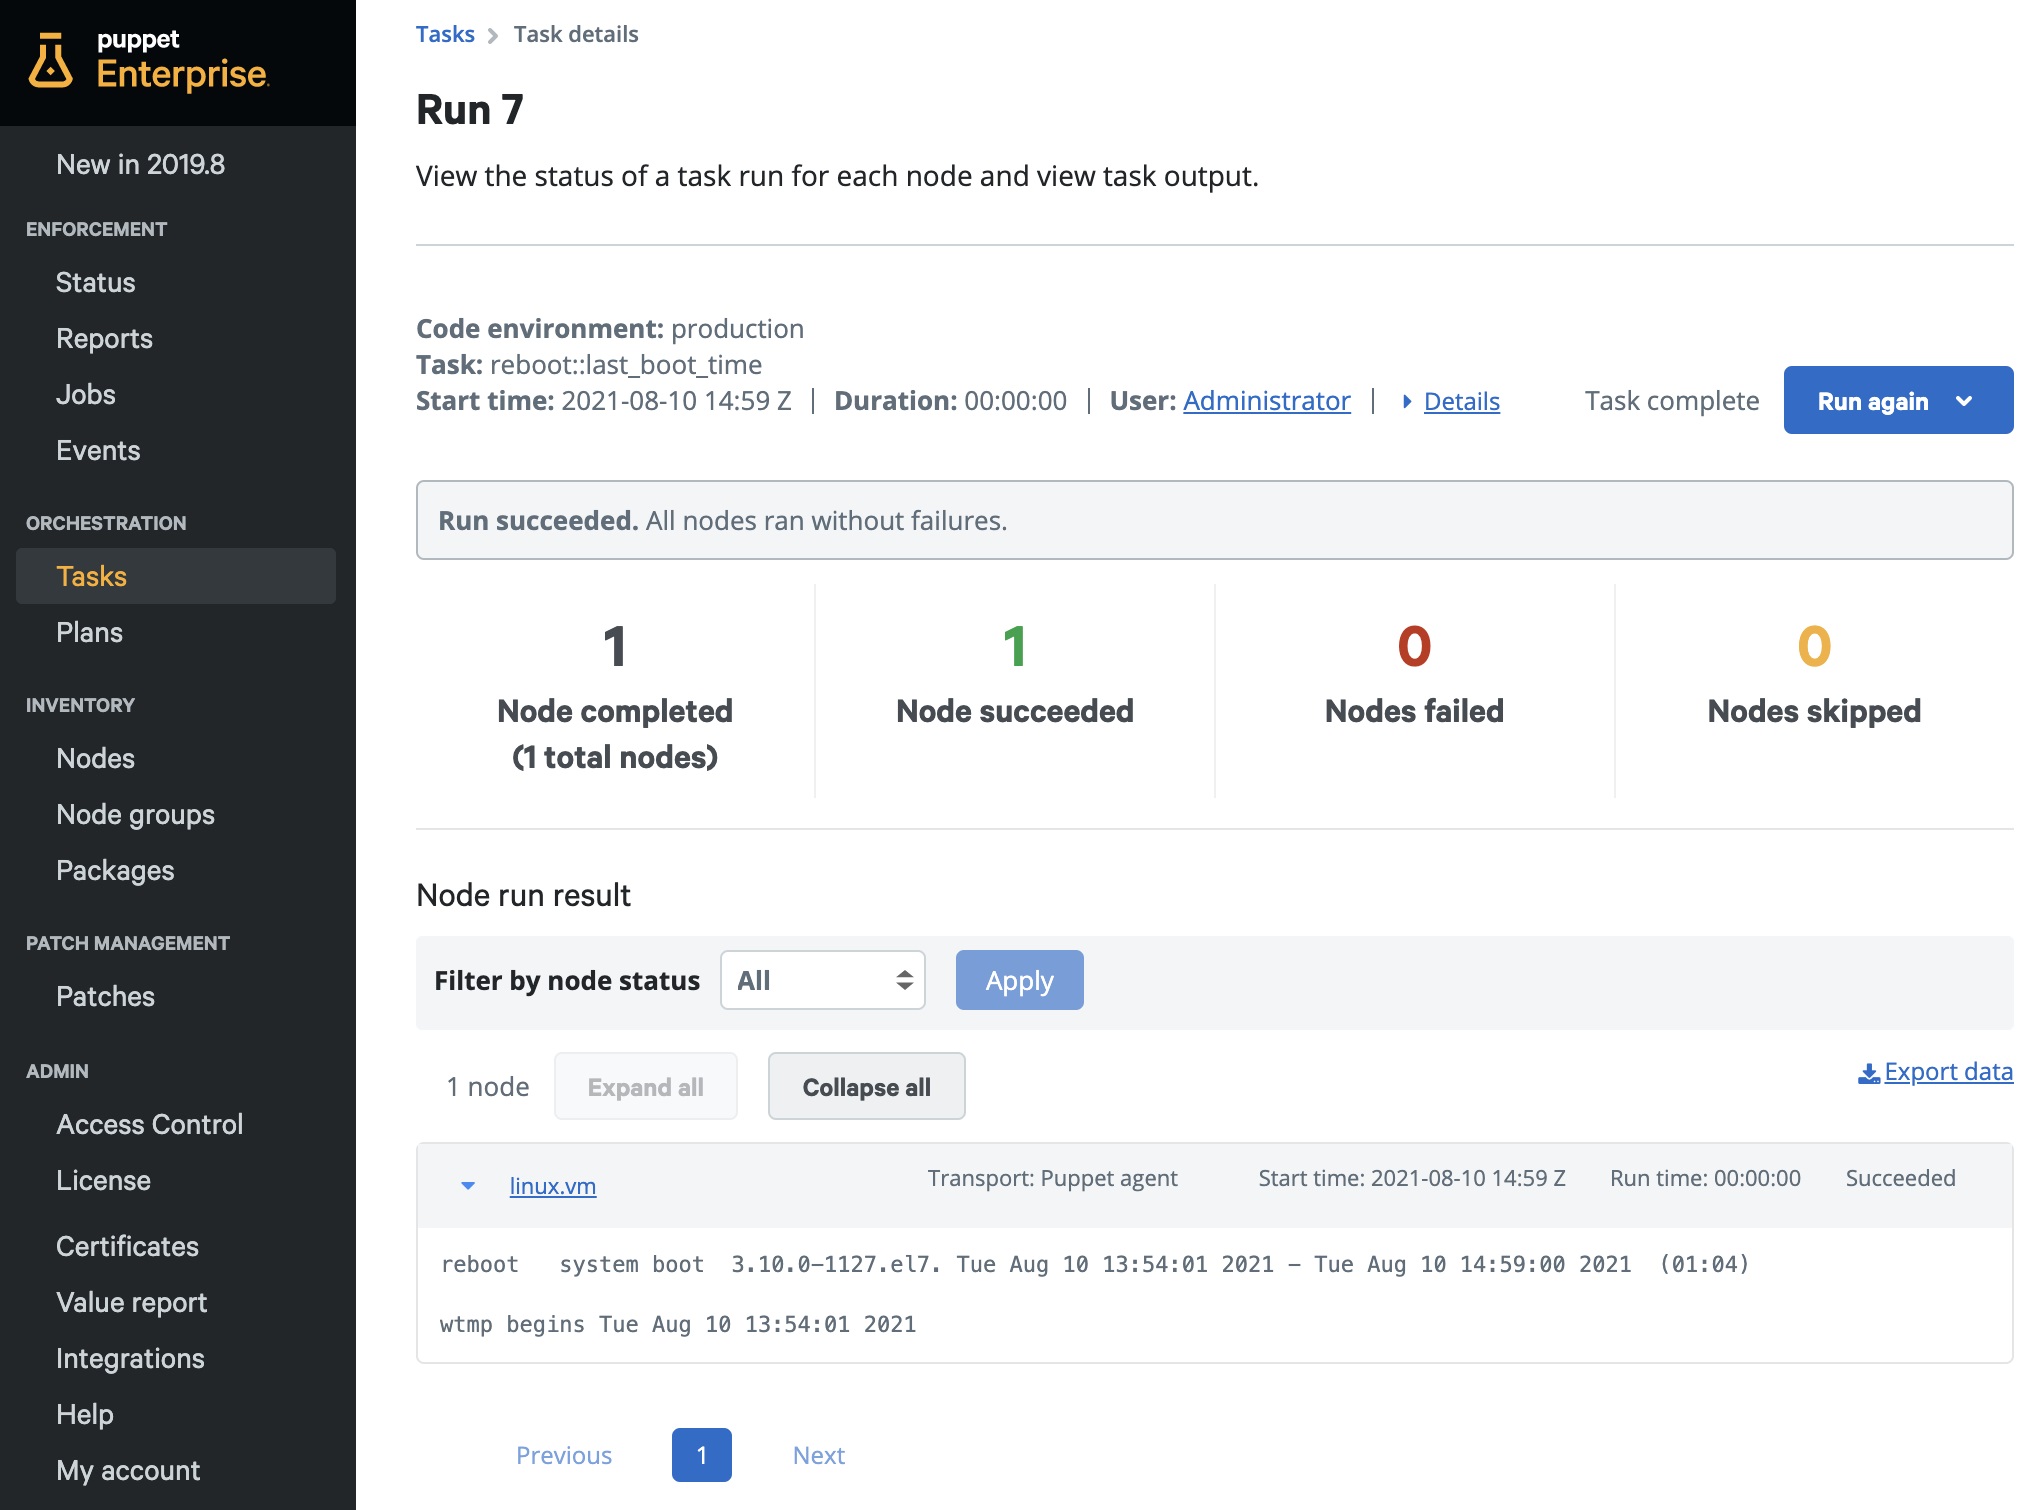 puppet
Enterprise.
New in 2019.8
ENFORCEMENT
Status
Reports
Jobs
Events
ORCHESTRATION
Tasks
Plans
INVENTORY
Nodes
Node groups
Packages
PATCH MANAGEMENT
Patches
ADMIN
Access Control
License
Certificates
Value report
Integrations
Help
My account
Tasks > Task details
Run 7
View the status of a task run for each node and view task output.
Code environment: production
Task: reboot::last_boot_time
Start time: 2021-08-10 14:59 Z | Duration: 00:00:00 | User: Administrator | Details
Task complete
Run again
Run succeeded. All nodes ran without failures.
1
Node completed
(1 total nodes)
1
Node succeeded
0
Nodes failed
0
Nodes skipped
Node run result
Filter by node status All Apply
1 node Expand all Collapse all Export data
linux.vm Transport: Puppet agent Start time: 2021-08-10 14:59 Z Run time: 00:00:00 Succeeded
reboot   system boot  3.10.0-1127.el7. Tue Aug 10 13:54:01 2021 - Tue Aug 10 14:59:00 2021  (01:04)
wtmp begins Tue Aug 10 13:54:01 2021
Previous 1 Next